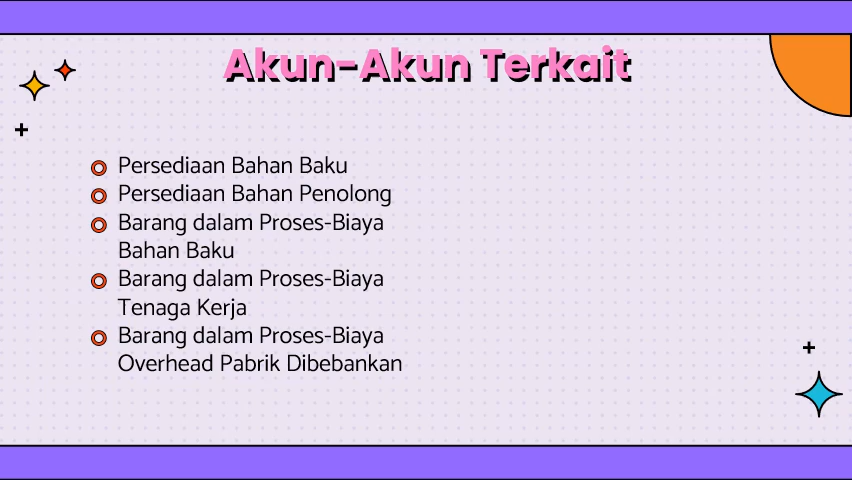 Akun-Akun Terkait
Persediaan Bahan Baku
Persediaan Bahan Penolong
Barang dalam Proses-Biaya
Bahan Baku
Barang dalam Proses-Biaya
Tenaga Kerja
Barang dalam Proses-Biaya
Overhead Pabrik Dibebankan